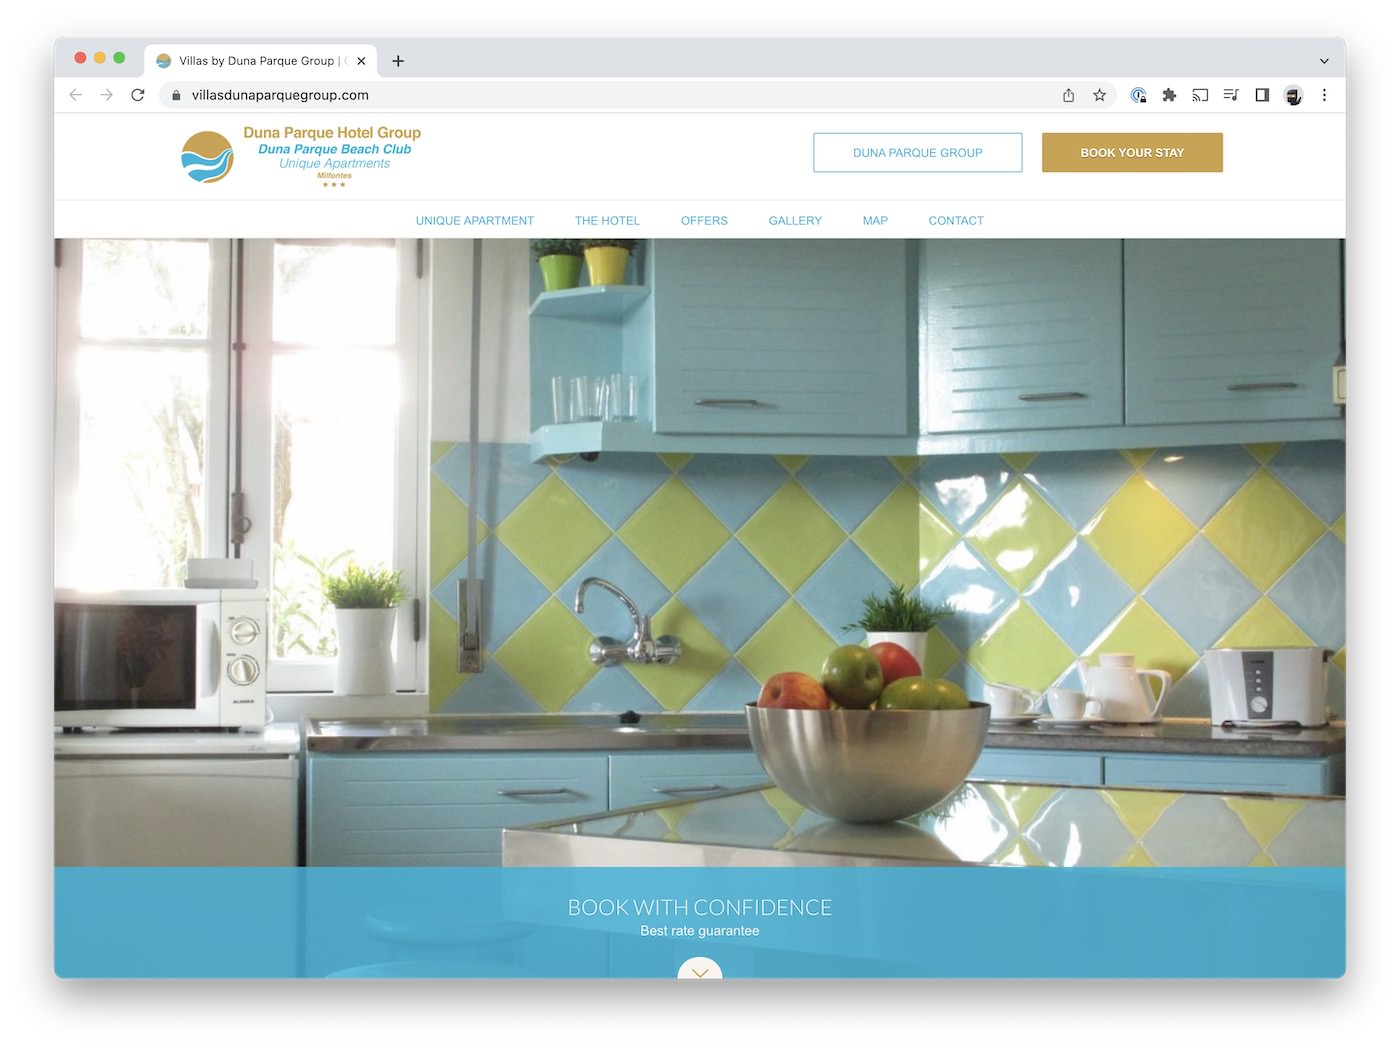 Villas by Duna Parque Group |
villasdunaparquegroup.com
Duna Parque Hotel Group
Duna Parque Beach Club
Unique Apartments
Milfontes
DUNA PARQUE GROUP
BOOK YOUR STAY
UNIQUE APARTMENT
THE HOTEL
OFFERS
GALLERY
MAP
CONTACT
BOOK WITH CONFIDENCE
Best rate guarantee